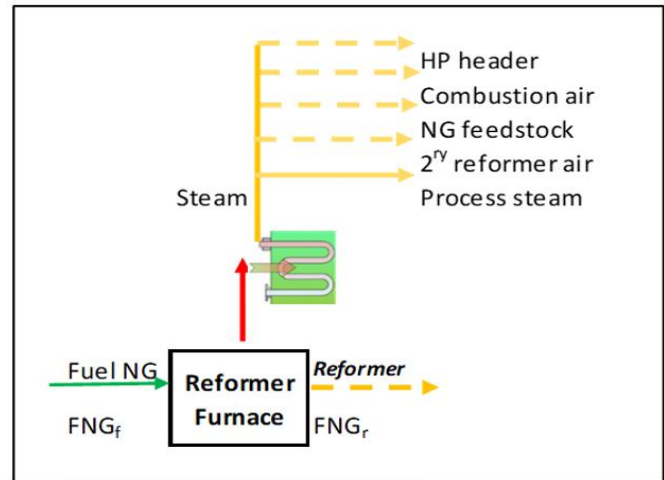 HP header
Combustion air
NG feedstock
2ʳʸ reformer air
Steam
Process steam
Fuel NG
Reformer
Reformer
Furnace
FNGf
FNGr